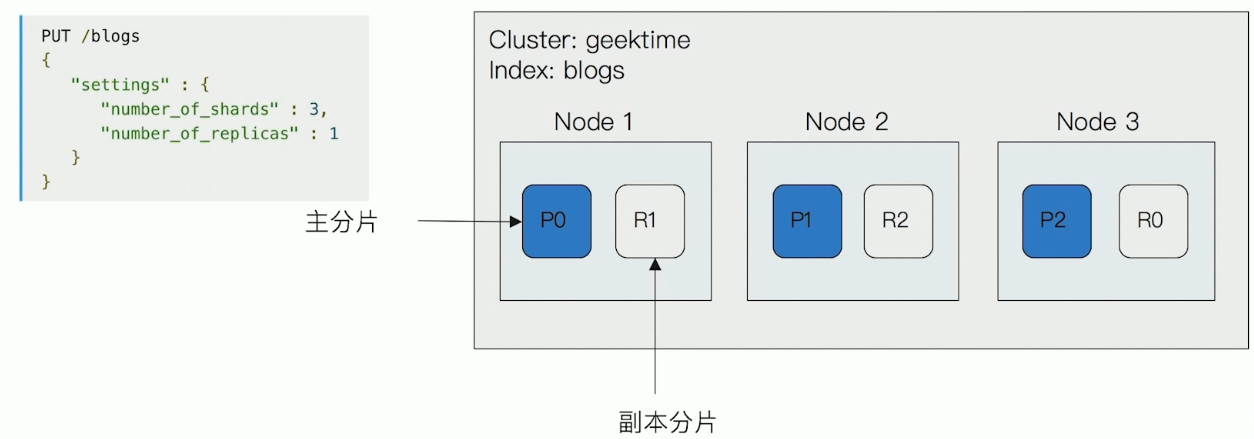 PUT /blogs
{
"settings" : {
"number_of_shards" : 3,
"number_of_replicas" : 1
}
}
主分片
Cluster: geektime
Index: blogs
Node 1
Node 2
Node 3
P0
R1
P1
R2
P2
R0
副本分片